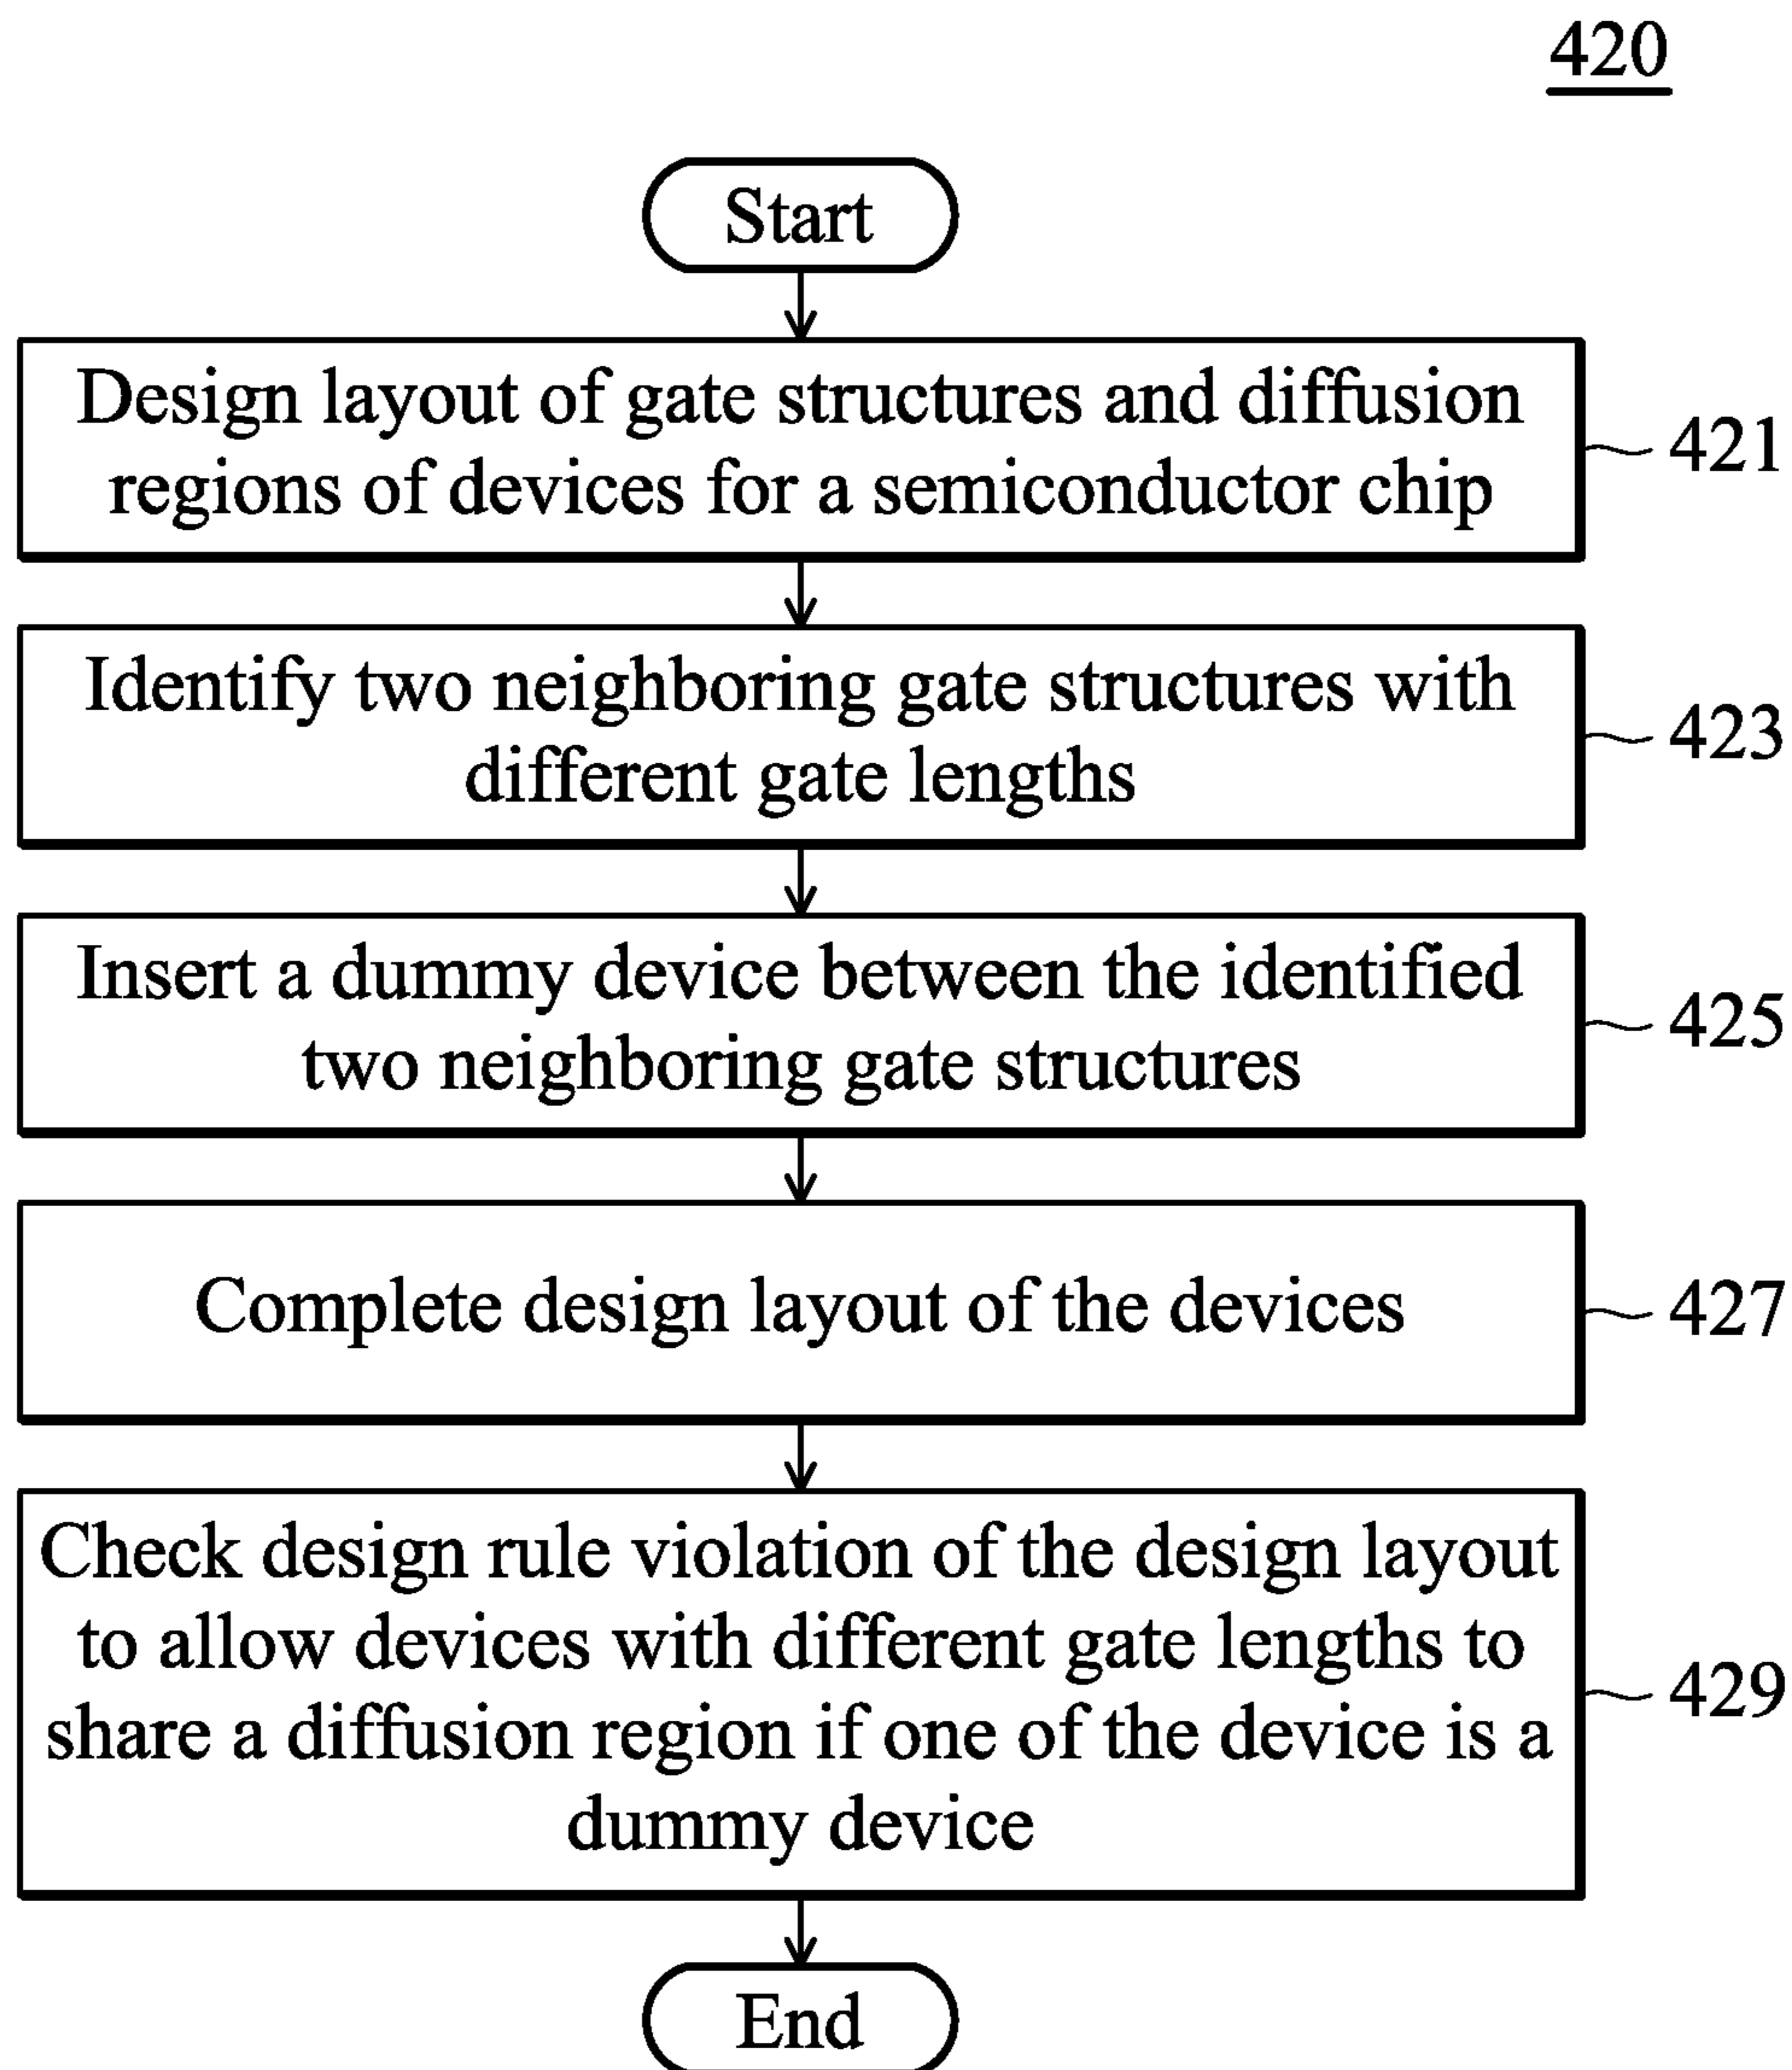 420
Start
Design layout of gate structures and diffusion
regions of devices for a semiconductor chip
421
Identify two neighboring gate structures with
different gate lengths
423
Insert a dummy device between the identified
two neighboring gate structures
425
Complete design layout of the devices
427
Check design rule violation of the design layout
to allow devices with different gate lengths to
share a diffusion region if one of the device is a
dummy device
429
End